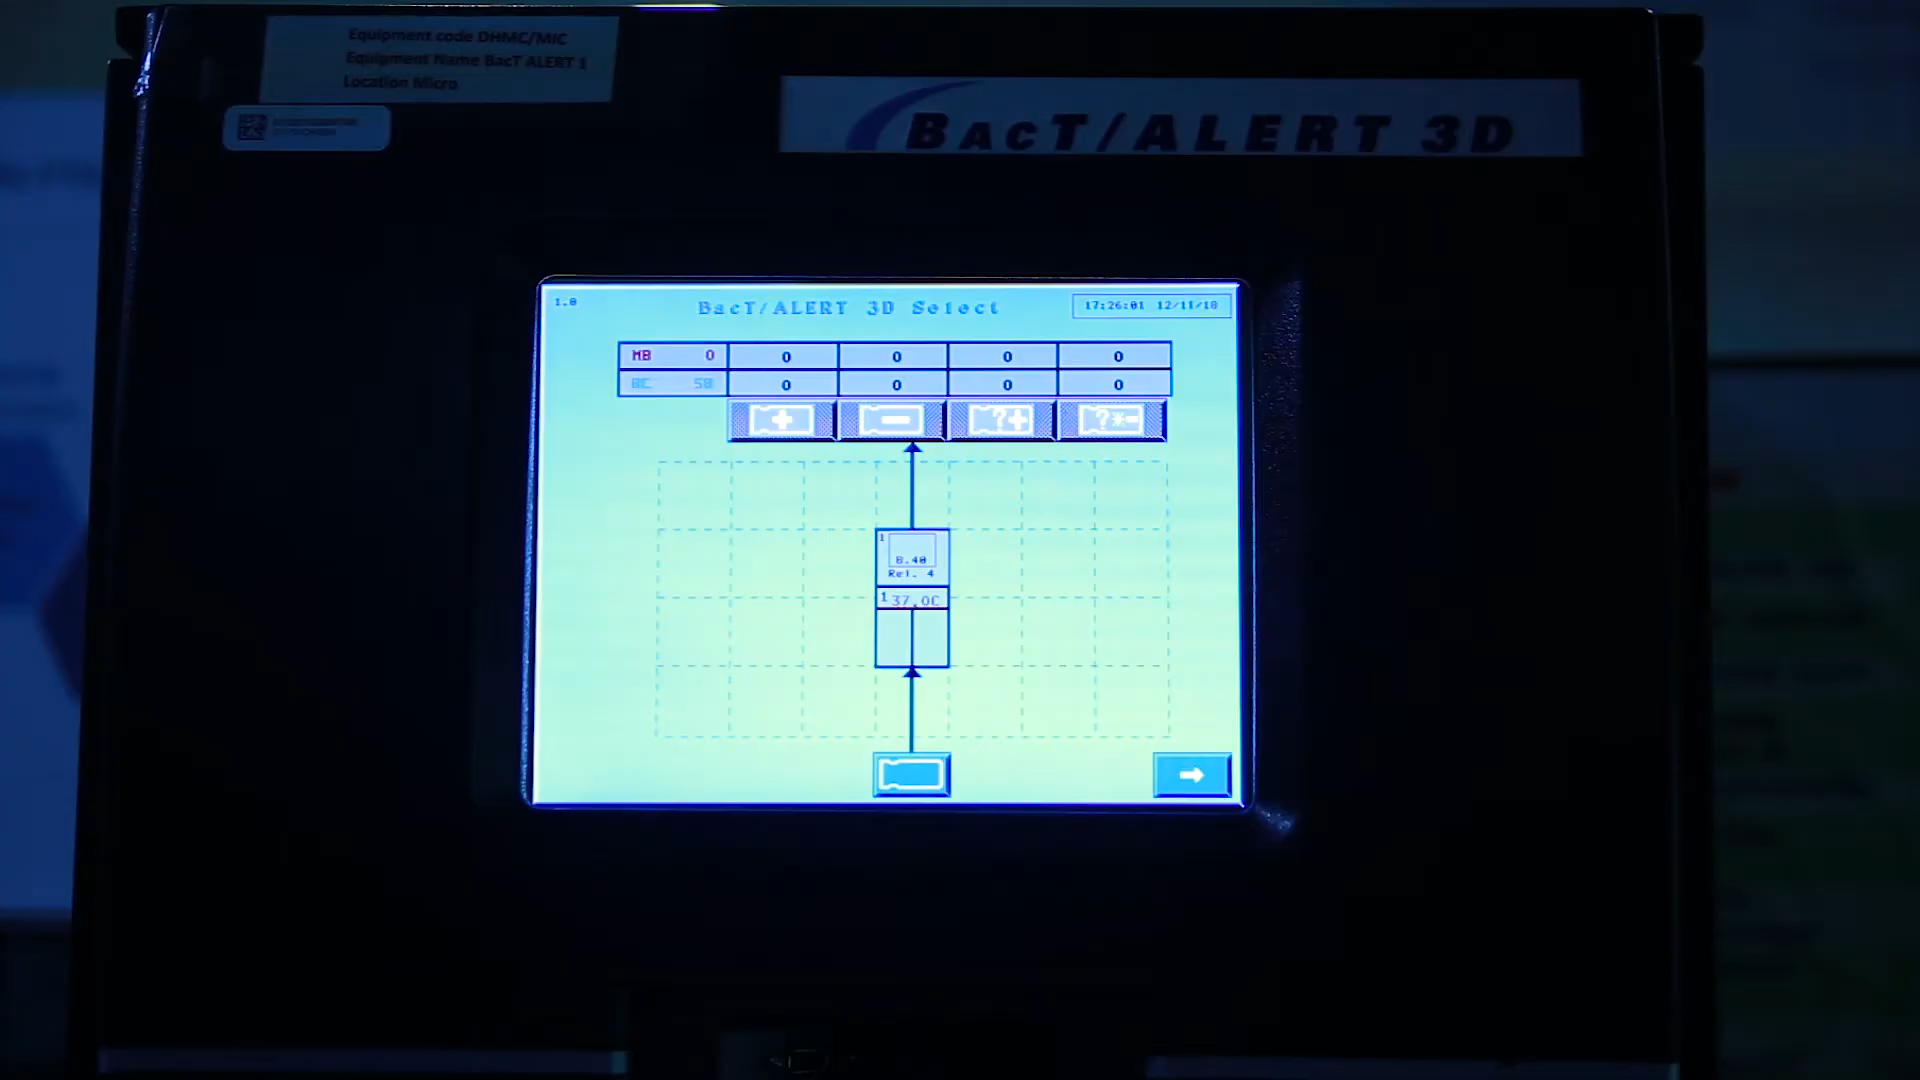 Equipment code DHMC/MIC
Equipment Name BacT ALERT 1
Location Micro
BACT/ALERT 3D
1.0
BacT/ALERT 3D Select
17:26:01 12/11/18
MB 0 0 0 0 0
BC 58 0 0 0 0
+ − ?+ ?*−
1
B.40
Rel. 4
1 37.0C